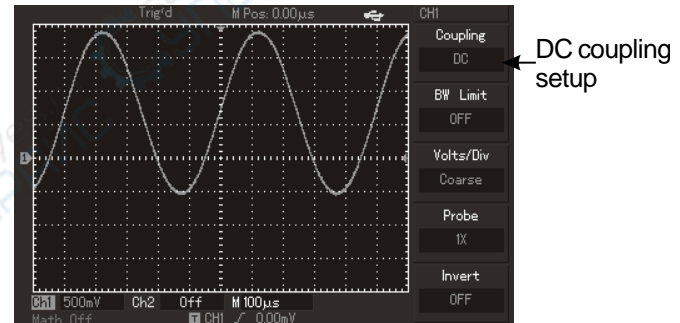 Trig'd M Pos: 0.00μs CH1
Coupling
DC
DC coupling
setup
BW Limit
OFF
1
Volts/Div
Coarse
Probe
1X
Invert
OFF
Ch1 500mV Ch2 Off M 100μs
Math Off T CH1 / 0.00mV